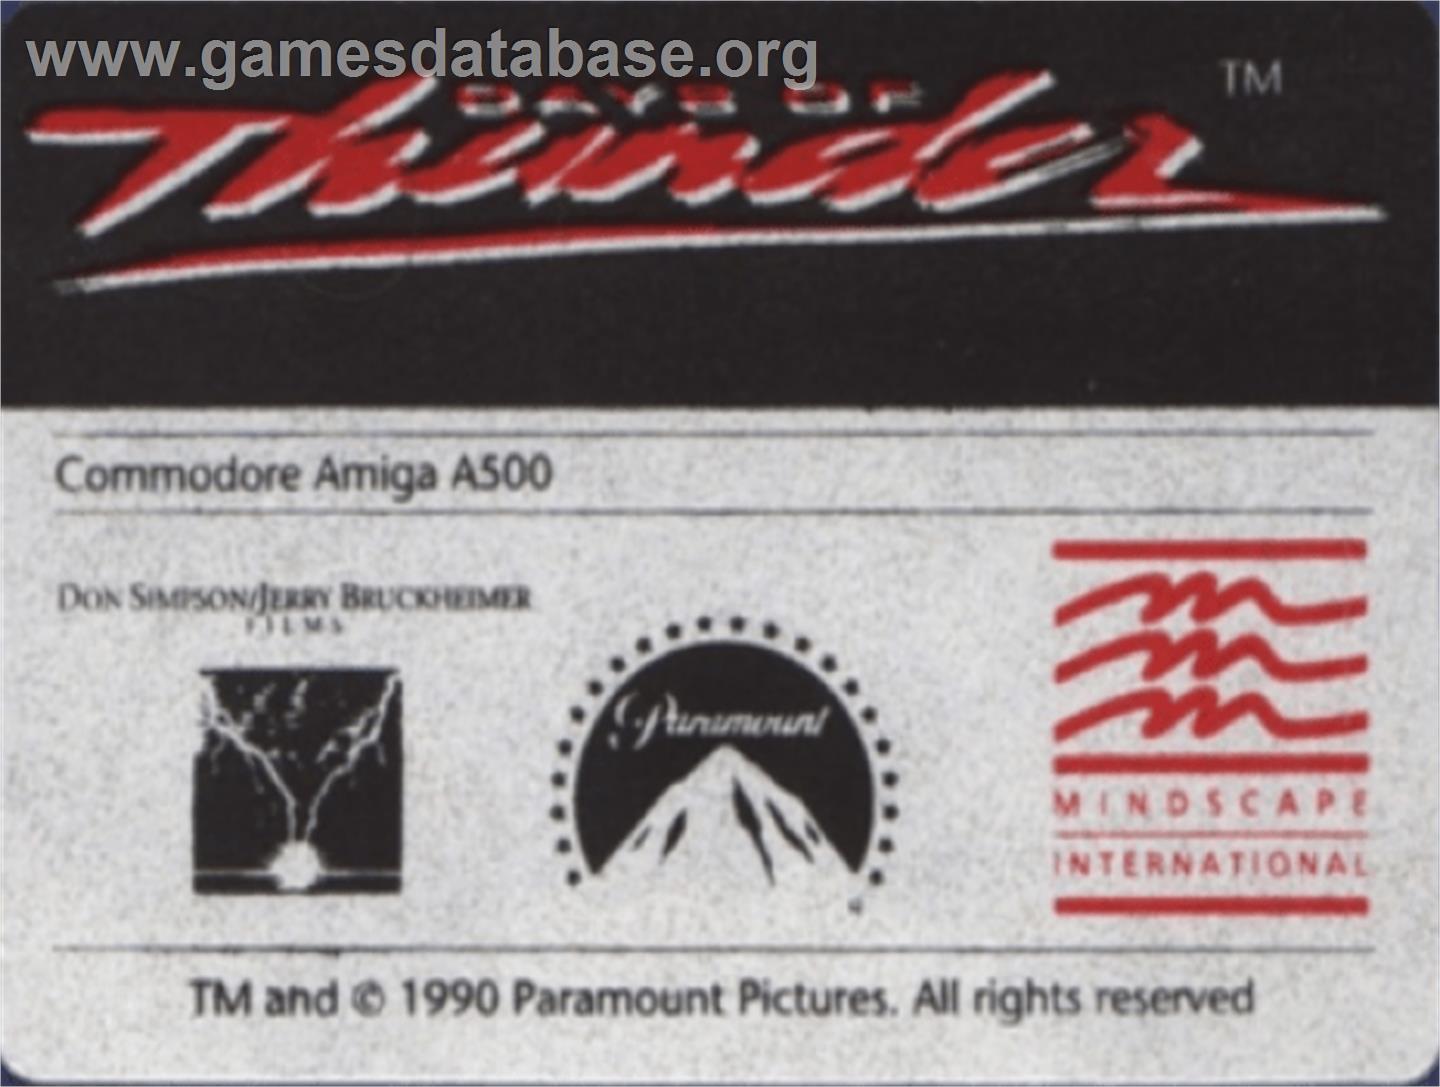 www.gamesdatabase.org
DAYS OF
Thunder
TM
Commodore Amiga A500
DON SIMPSON/JERRY BRUCKHEIMER
FILMS
Paramount
MINDSCAPE
INTERNATIONAL
TM and © 1990 Paramount Pictures. All rights reserved